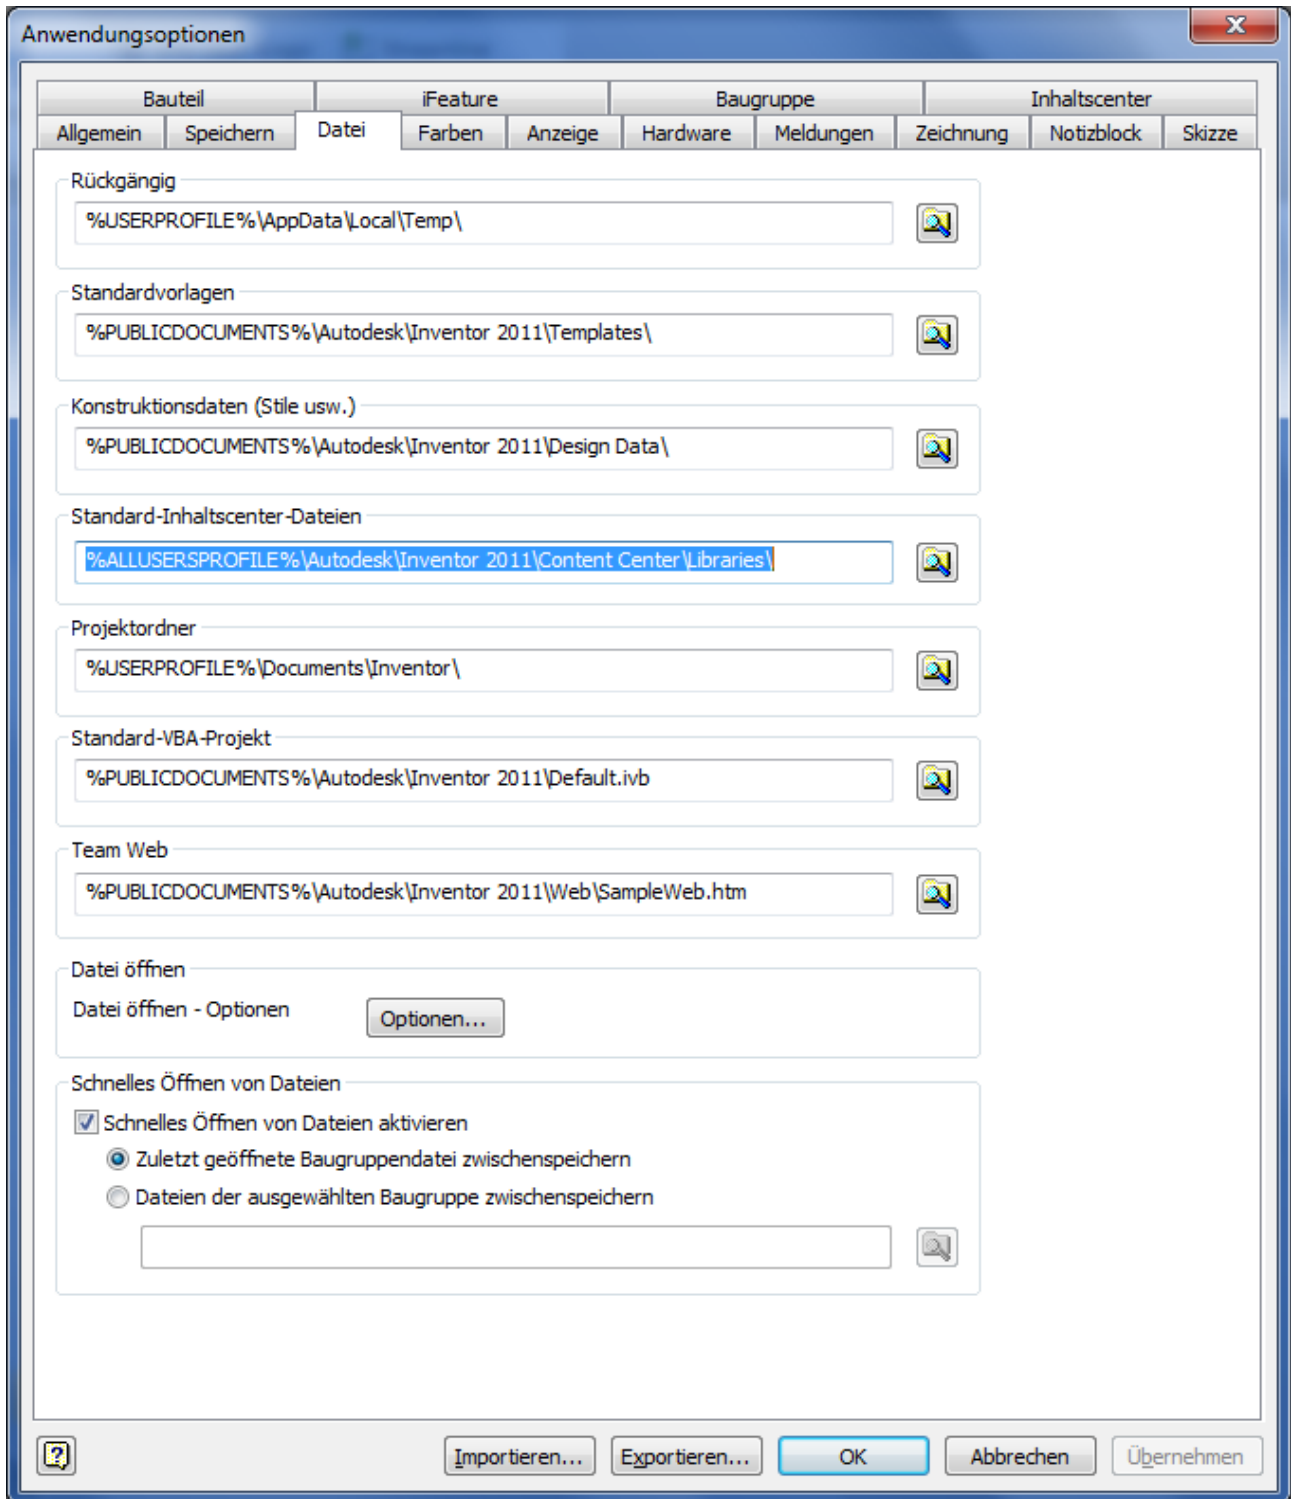 Anwendungsoptionen
Bauteil iFeature Baugruppe Inhaltscenter
Allgemein Speichern Datei Farben Anzeige Hardware Meldungen Zeichnung Notizblock Skizze
Rückgängig
%USERPROFILE%\AppData\Local\Temp\
Standardvorlagen
%PUBLICDOCUMENTS%\Autodesk\Inventor 2011\Templates\
Konstruktionsdaten (Stile usw.)
%PUBLICDOCUMENTS%\Autodesk\Inventor 2011\Design Data\
Standard-Inhaltscenter-Dateien
%ALLUSERSPROFILE%\Autodesk\Inventor 2011\Content Center\Libraries\
Projektordner
%USERPROFILE%\Documents\Inventor\
Standard-VBA-Projekt
%PUBLICDOCUMENTS%\Autodesk\Inventor 2011\Default.ivb
Team Web
%PUBLICDOCUMENTS%\Autodesk\Inventor 2011\Web\SampleWeb.htm
Datei öffnen
Datei öffnen - Optionen Optionen...
Schnelles Öffnen von Dateien
Schnelles Öffnen von Dateien aktivieren
Zuletzt geöffnete Baugruppendatei zwischenspeichern
Dateien der ausgewählten Baugruppe zwischenspeichern
? Importieren... Exportieren... OK Abbrechen Übernehmen